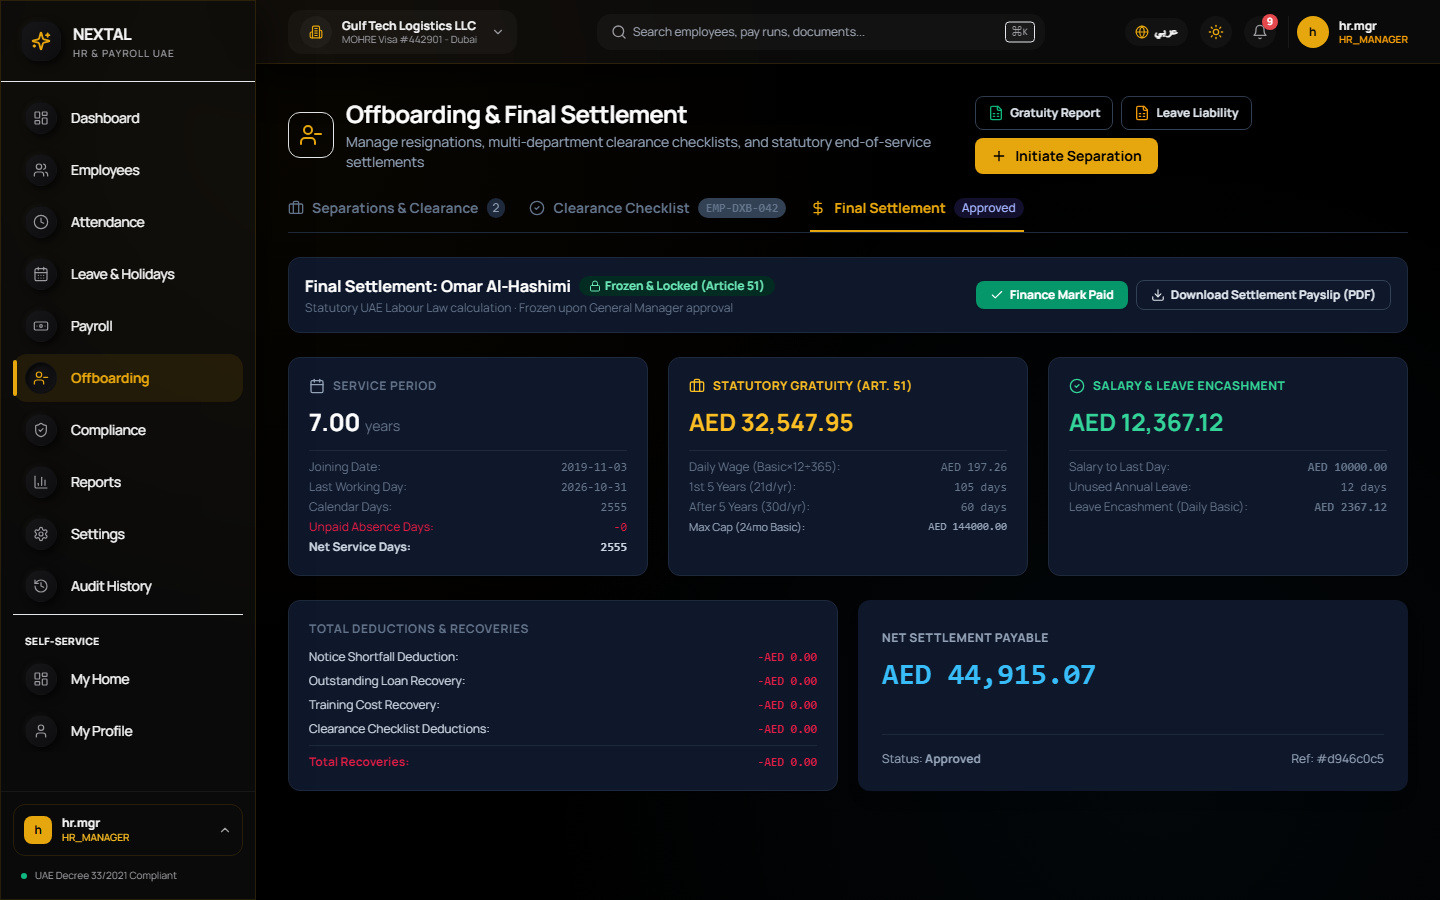 NEXTAL
HR & PAYROLL UAE
Dashboard
Employees
Attendance
Leave & Holidays
Payroll
Offboarding
Compliance
Reports
Settings
Audit History
SELF-SERVICE
My Home
My Profile
h
hr.mgr
HR_MANAGER
UAE Decree 33/2021 Compliant
Gulf Tech Logistics LLC
MOHRE Visa #442901 - Dubai
Search employees, pay runs, documents...
⌘K
عربي
9
h
hr.mgr
HR_MANAGER
Offboarding & Final Settlement
Manage resignations, multi-department clearance checklists, and statutory end-of-service
settlements
Gratuity Report
Leave Liability
Initiate Separation
Separations & Clearance 2
Clearance Checklist EMP-DXB-042
Final Settlement Approved
Final Settlement: Omar Al-Hashimi Frozen & Locked (Article 51)
Statutory UAE Labour Law calculation · Frozen upon General Manager approval
Finance Mark Paid
Download Settlement Payslip (PDF)
SERVICE PERIOD
7.00 years
Joining Date: 2019-11-03
Last Working Day: 2026-10-31
Calendar Days: 2555
Unpaid Absence Days: -0
Net Service Days: 2555
STATUTORY GRATUITY (ART. 51)
AED 32,547.95
Daily Wage (Basic×12÷365): AED 197.26
1st 5 Years (21d/yr): 105 days
After 5 Years (30d/yr): 60 days
Max Cap (24mo Basic): AED 144000.00
SALARY & LEAVE ENCASHMENT
AED 12,367.12
Salary to Last Day: AED 10000.00
Unused Annual Leave: 12 days
Leave Encashment (Daily Basic): AED 2367.12
TOTAL DEDUCTIONS & RECOVERIES
Notice Shortfall Deduction: -AED 0.00
Outstanding Loan Recovery: -AED 0.00
Training Cost Recovery: -AED 0.00
Clearance Checklist Deductions: -AED 0.00
Total Recoveries: -AED 0.00
NET SETTLEMENT PAYABLE
AED 44,915.07
Status: Approved
Ref: #d946c0c5